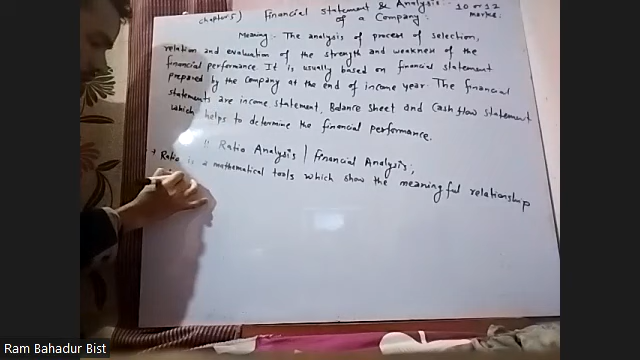 chapter 5) Financial Statement & Analysis :- 10 or 12
of a Company: marks.
Meaning :- The analysis of process of selection,
relation and evaluation of the strength and weakness of the
financial performance. It is usually based on financial statement
prepared by the company at the end of income year. The financial
statements are income statement, Balance Sheet and Cash flow statement
which helps to determine the financial performance.
" Ratio Analysis | Financial Analysis;
+ Ratio is a mathematical tools which show the meaningful relationship
Ram Bahadur Bist